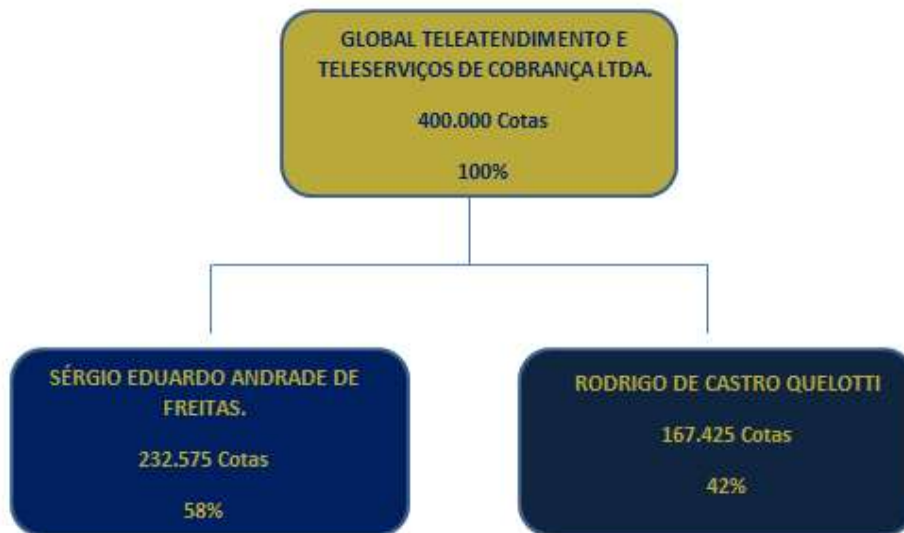 GLOBAL TELEATENDIMENTO E
TELESERVIÇOS DE COBRANÇA LTDA.
400.000 Cotas
100%
SÉRGIO EDUARDO ANDRADE DE
FREITAS.
232.575 Cotas
58%
RODRIGO DE CASTRO QUELOTTI
167.425 Cotas
42%